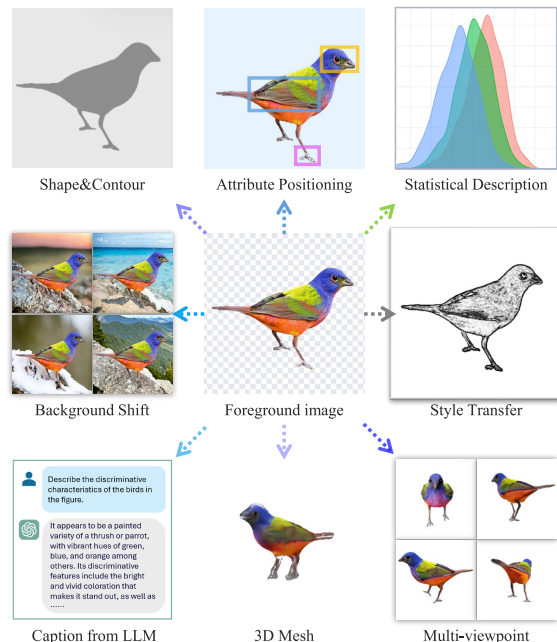 Shape&Contour
Attribute Positioning
Statistical Description
Background Shift
Foreground image
Style Transfer
Describe the discriminative
characteristics of the birds in
the figure.
It appears to be a painted
variety of a thrush or parrot,
with vibrant hues of green,
blue, and orange among
others. Its discriminative
features include the bright
and vivid coloration that
makes it stand out, as well as
......
Caption from LLM
3D Mesh
Multi-viewpoint